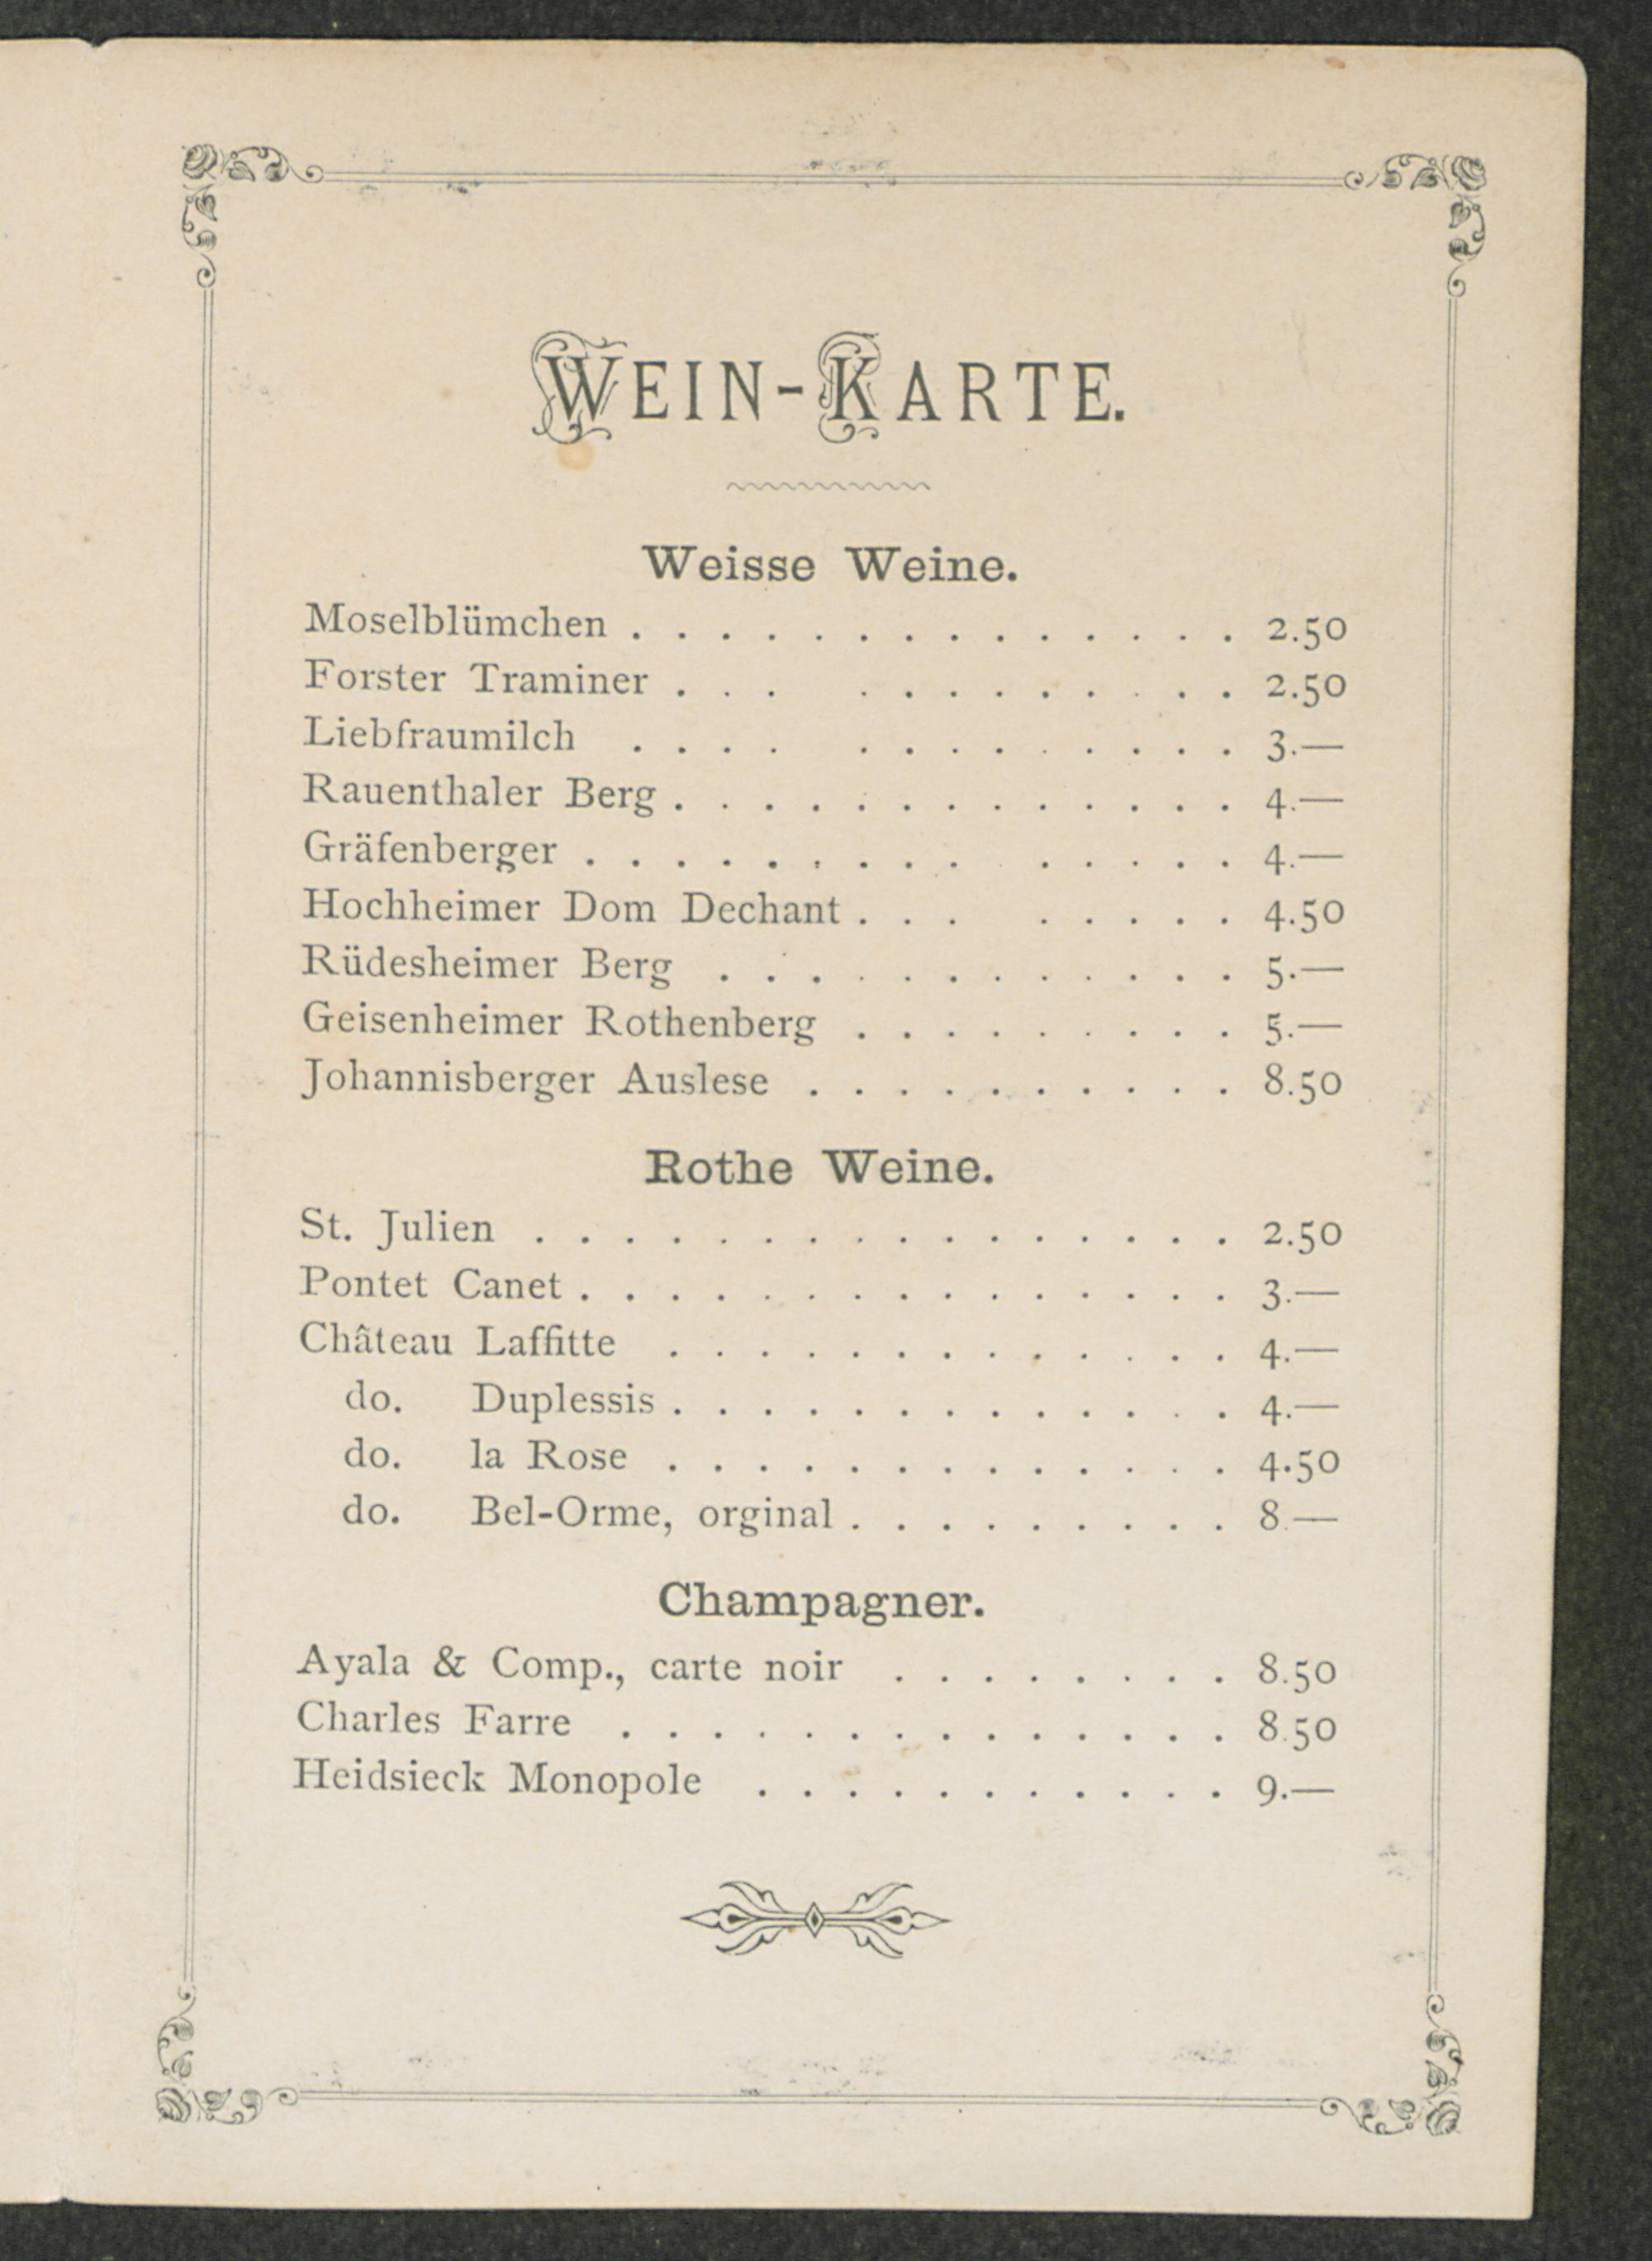 WEIN-KARTE.
Weisse Weine.
Moselblümchen . . . . . . . . . . . . . . 2.50
Forster Traminer . . . . . . . . . . . . 2.50
Liebfraumilch . . . . . . . . . . . . . 3.—
Rauenthaler Berg . . . . . . . . . . . . . 4.—
Gräfenberger . . . . . . . . . . . . . . 4.—
Hochheimer Dom Dechant . . . . . . . . 4.50
Rüdesheimer Berg . . . . . . . . . . . . 5.—
Geisenheimer Rothenberg . . . . . . . . . 5.—
Johannisberger Auslese . . . . . . . . . . 8.50
Rothe Weine.
St. Julien . . . . . . . . . . . . . . . . 2.50
Pontet Canet . . . . . . . . . . . . . . . 3.—
Château Laffitte . . . . . . . . . . . . . 4.—
do. Duplessis . . . . . . . . . . . . . 4.—
do. la Rose . . . . . . . . . . . . . 4.50
do. Bel-Orme, orginal . . . . . . . . . 8.—
Champagner.
Ayala & Comp., carte noir . . . . . . . . 8.50
Charles Farre . . . . . . . . . . . . . . 8.50
Heidsieck Monopole . . . . . . . . . . . 9.—